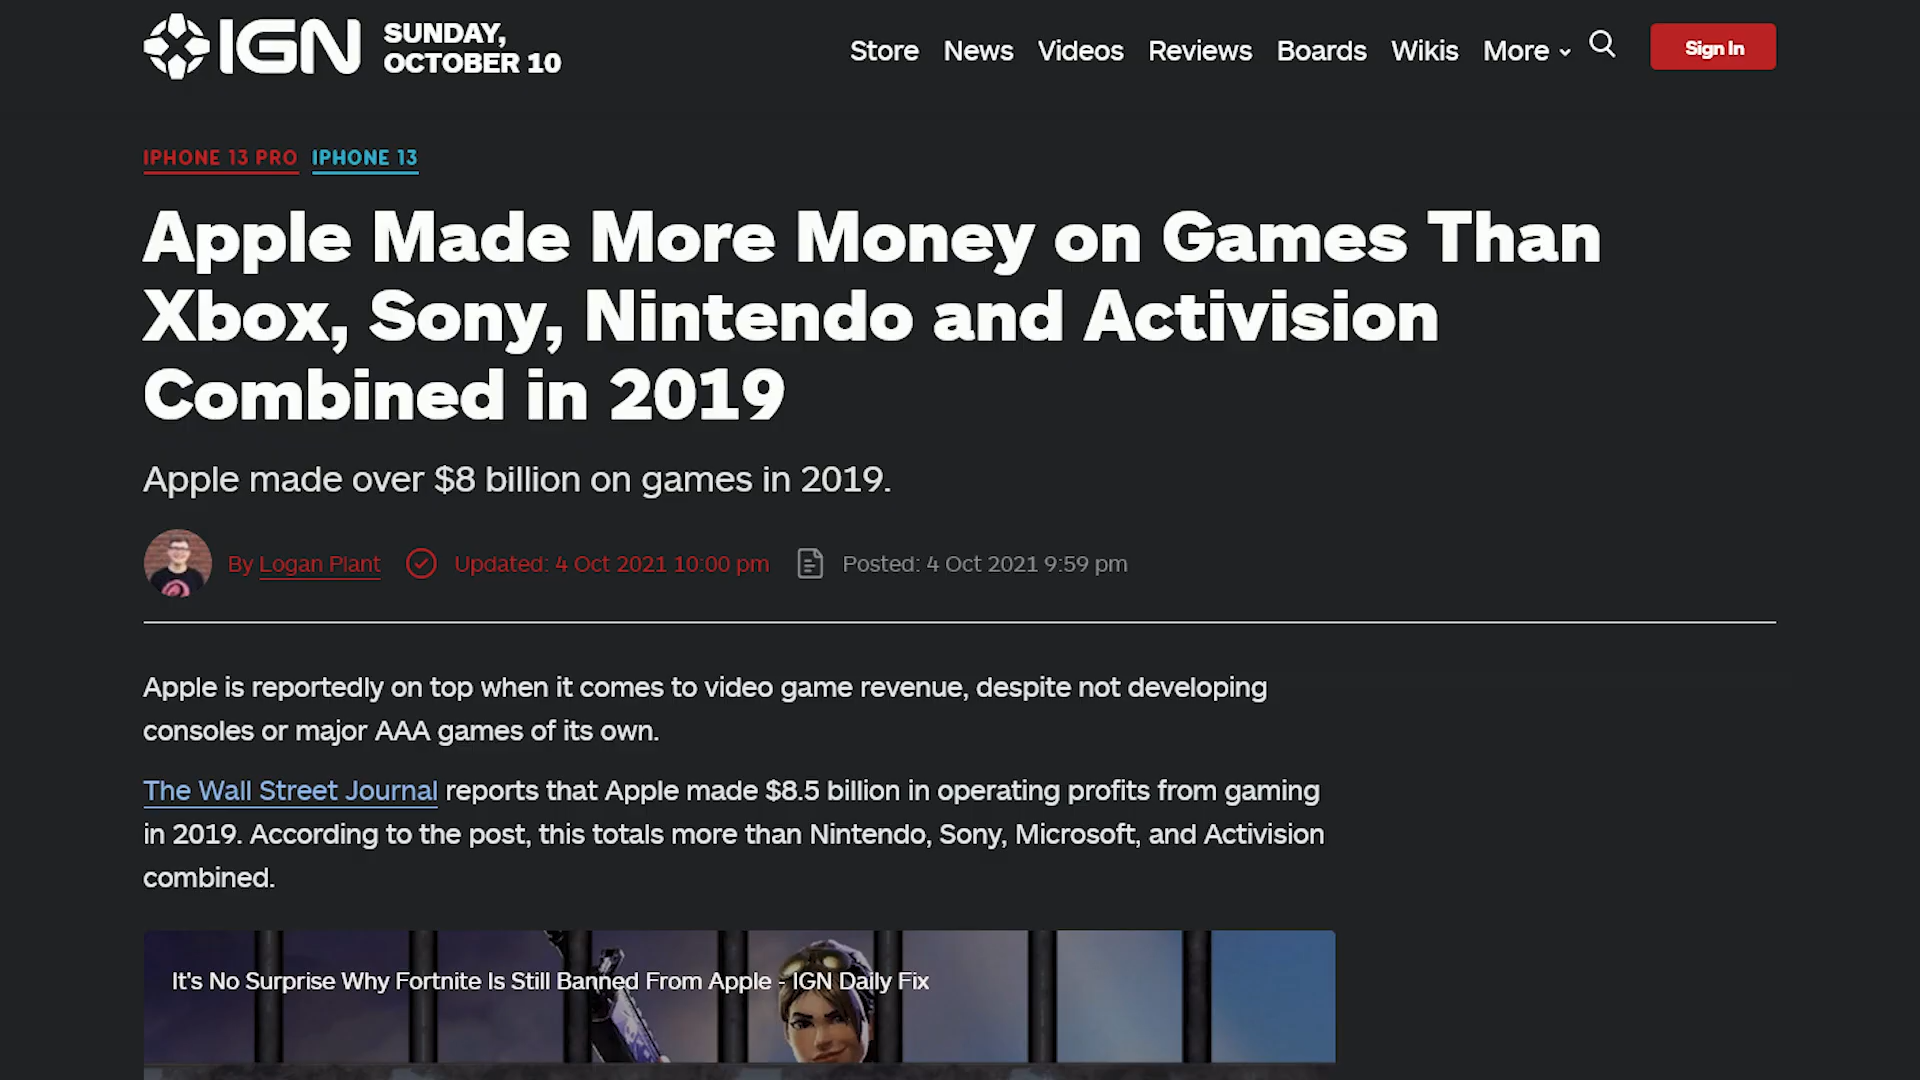 IGN
SUNDAY,
OCTOBER 10
Store News Videos Reviews Boards Wikis More Sign In
IPHONE 13 PRO IPHONE 13
Apple Made More Money on Games Than
Xbox, Sony, Nintendo and Activision
Combined in 2019
Apple made over $8 billion on games in 2019.
By Logan Plant Updated: 4 Oct 2021 10:00 pm Posted: 4 Oct 2021 9:59 pm
Apple is reportedly on top when it comes to video game revenue, despite not developing
consoles or major AAA games of its own.
The Wall Street Journal reports that Apple made $8.5 billion in operating profits from gaming
in 2019. According to the post, this totals more than Nintendo, Sony, Microsoft, and Activision
combined.
It's No Surprise Why Fortnite Is Still Banned From Apple - IGN Daily Fix